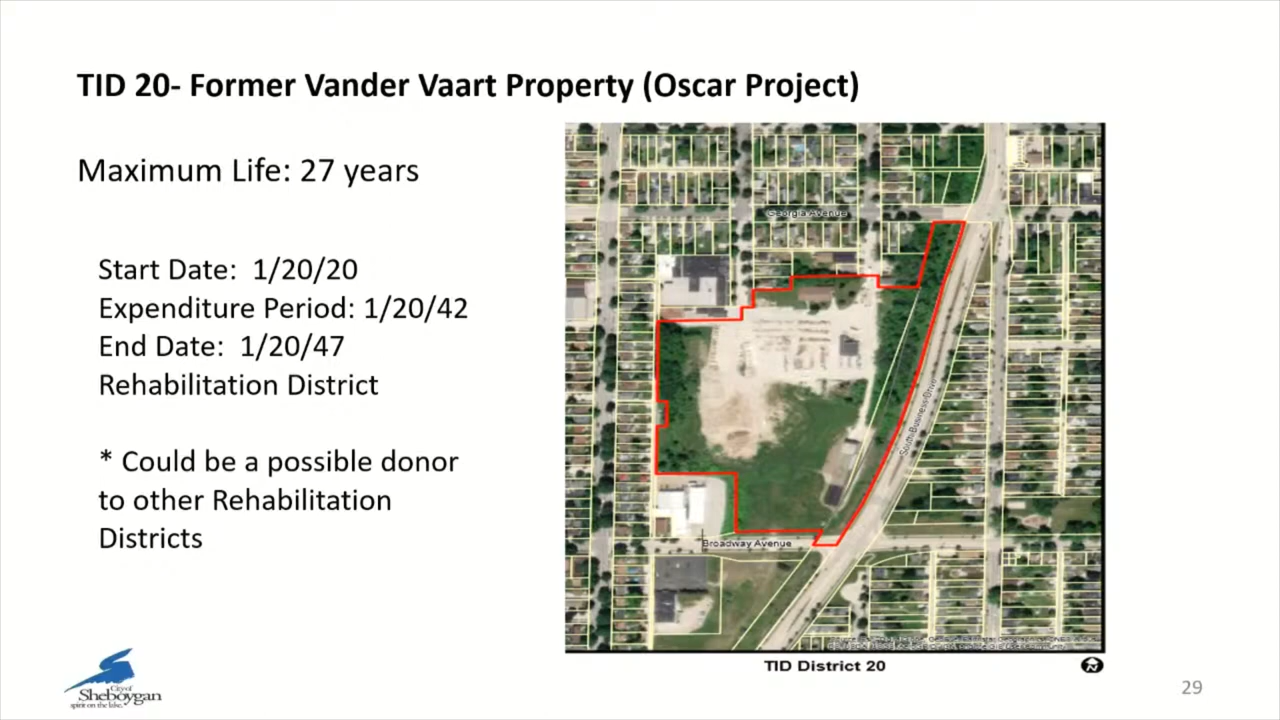 TID 20- Former Vander Vaart Property (Oscar Project)
Maximum Life: 27 years
Start Date: 1/20/20
Expenditure Period: 1/20/42
End Date: 1/20/47
Rehabilitation District
* Could be a possible donor
to other Rehabilitation
Districts
Georgia Avenue
South Business Drive
Broadway Avenue
TID District 20
N
City of
Sheboygan
spirit on the lake.
29